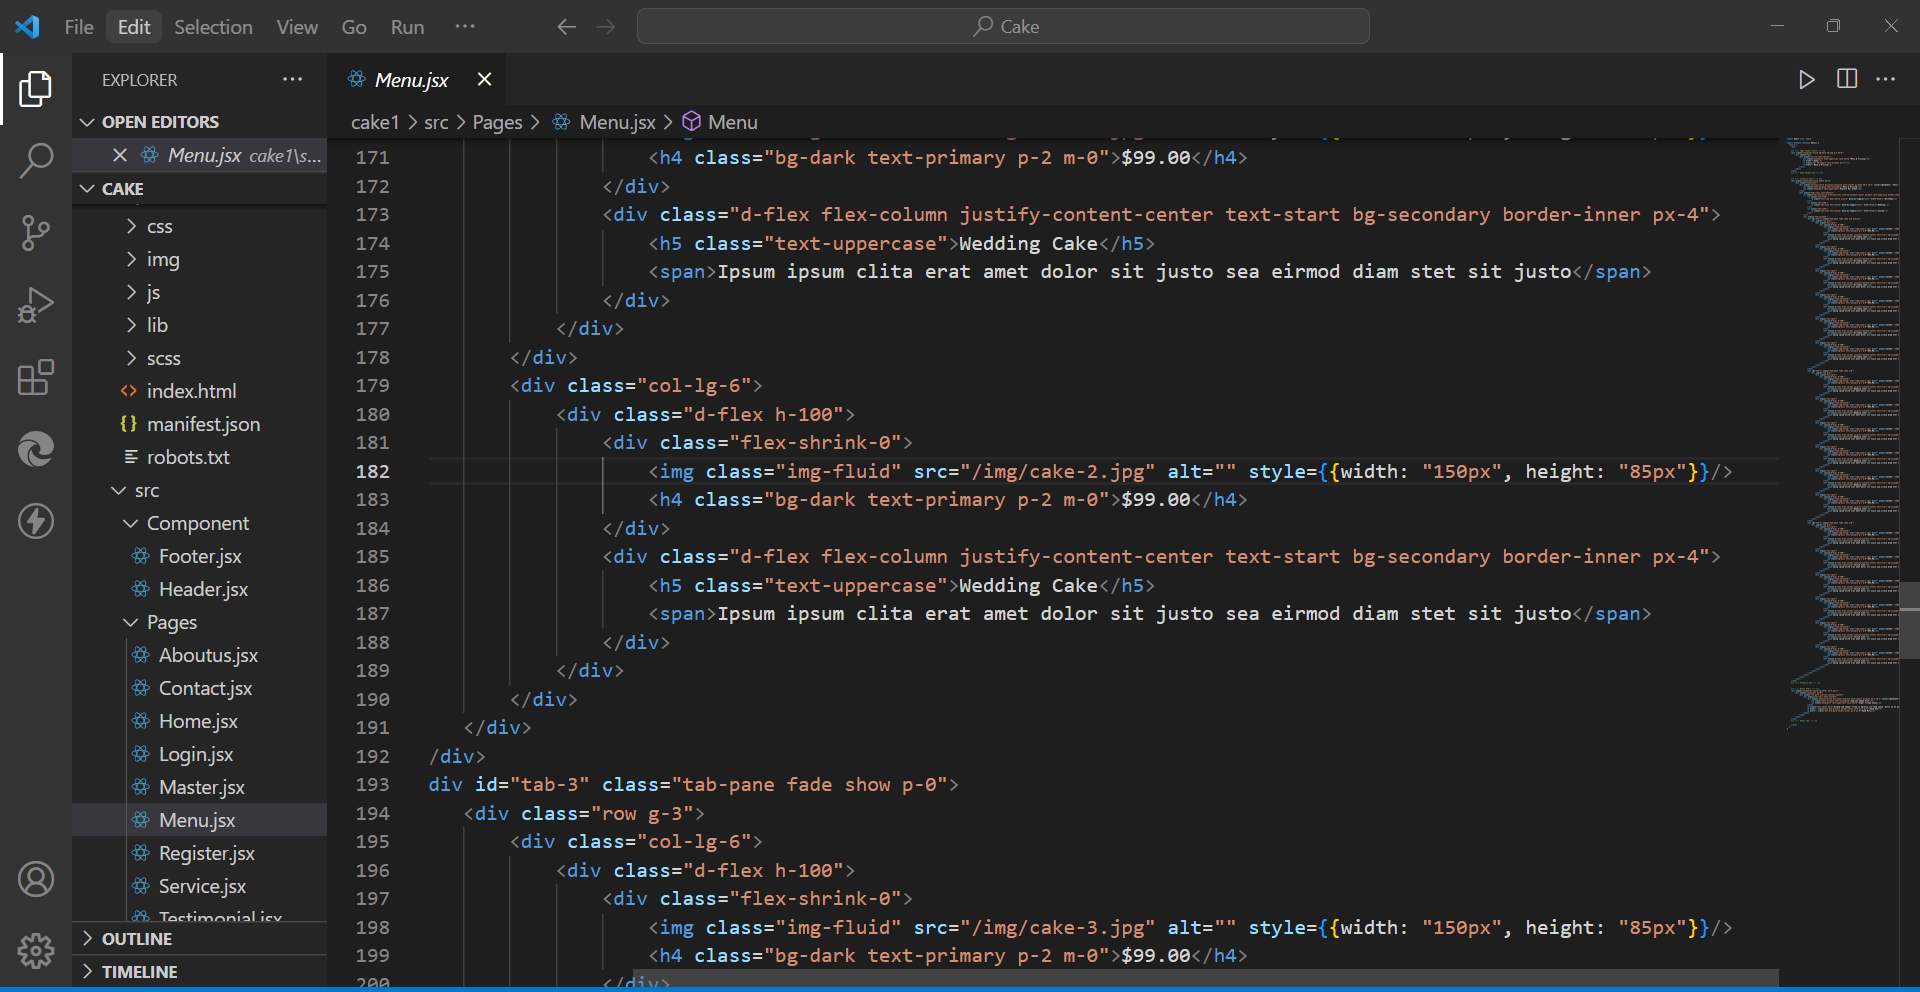 File Edit Selection View Go Run ··· Cake
EXPLORER ···
OPEN EDITORS
Menu.jsx cake1\s...
CAKE
css
img
js
lib
scss
index.html
manifest.json
robots.txt
src
Component
Footer.jsx
Header.jsx
Pages
Aboutus.jsx
Contact.jsx
Home.jsx
Login.jsx
Master.jsx
Menu.jsx
Register.jsx
Service.jsx
Testimonial.jsx
OUTLINE
TIMELINE
Menu.jsx
cake1 > src > Pages > Menu.jsx > Menu
171 <h4 class="bg-dark text-primary p-2 m-0">$99.00</h4>
172 </div>
173 <div class="d-flex flex-column justify-content-center text-start bg-secondary border-inner px-4">
174 <h5 class="text-uppercase">Wedding Cake</h5>
175 <span>Ipsum ipsum clita erat amet dolor sit justo sea eirmod diam stet sit justo</span>
176 </div>
177 </div>
178 </div>
179 <div class="col-lg-6">
180 <div class="d-flex h-100">
181 <div class="flex-shrink-0">
182 <img class="img-fluid" src="/img/cake-2.jpg" alt="" style={{width: "150px", height: "85px"}}/>
183 <h4 class="bg-dark text-primary p-2 m-0">$99.00</h4>
184 </div>
185 <div class="d-flex flex-column justify-content-center text-start bg-secondary border-inner px-4">
186 <h5 class="text-uppercase">Wedding Cake</h5>
187 <span>Ipsum ipsum clita erat amet dolor sit justo sea eirmod diam stet sit justo</span>
188 </div>
189 </div>
190 </div>
191 </div>
192 /div>
193 div id="tab-3" class="tab-pane fade show p-0">
194 <div class="row g-3">
195 <div class="col-lg-6">
196 <div class="d-flex h-100">
197 <div class="flex-shrink-0">
198 <img class="img-fluid" src="/img/cake-3.jpg" alt="" style={{width: "150px", height: "85px"}}/>
199 <h4 class="bg-dark text-primary p-2 m-0">$99.00</h4>
200 </div>